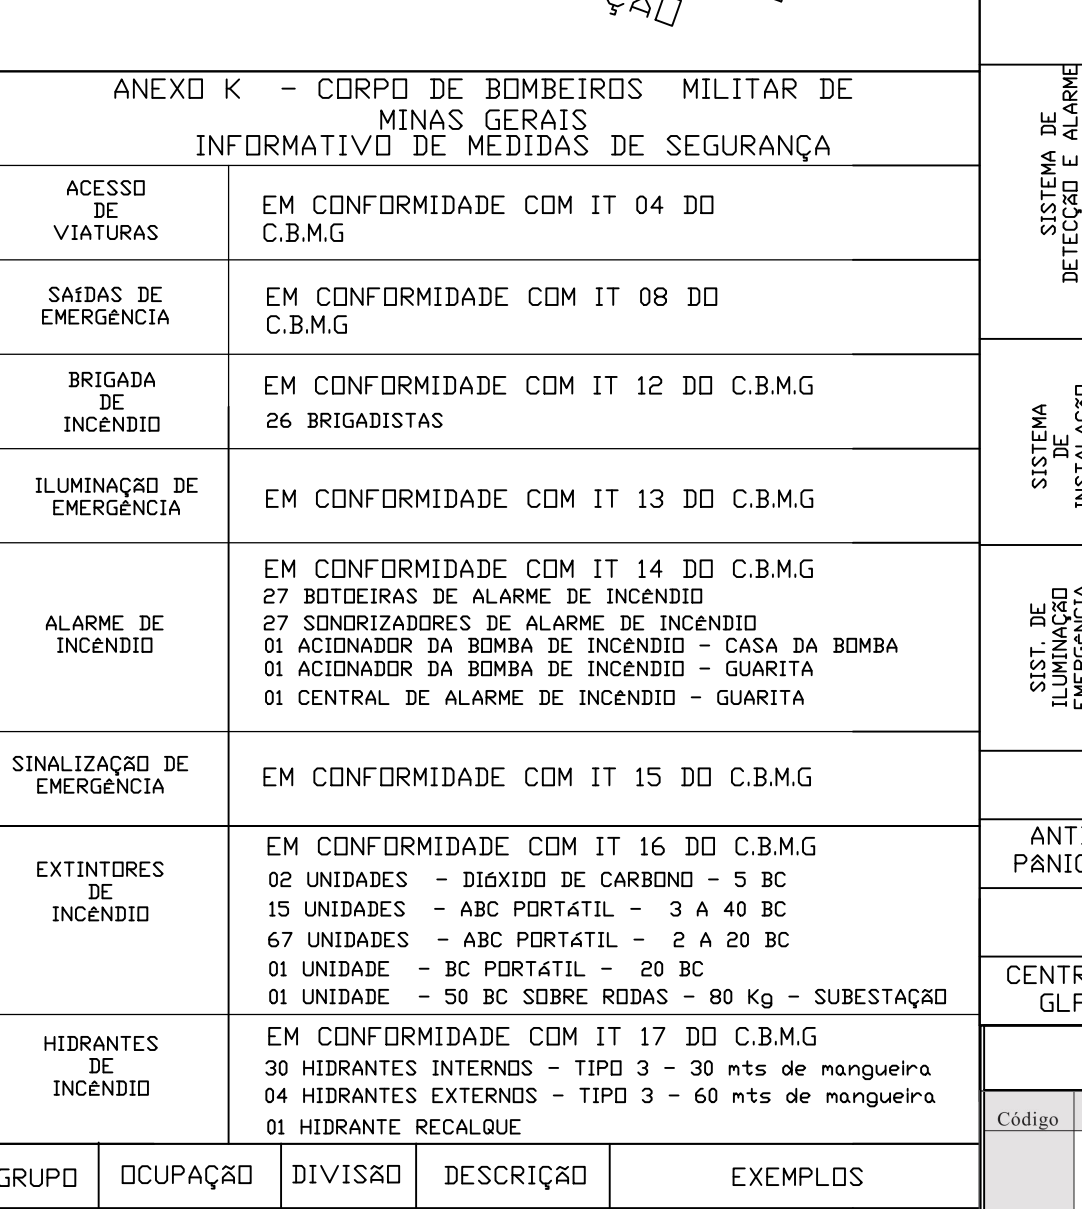 ANEXO K - CORPO DE BOMBEIROS MILITAR DE
MINAS GERAIS
INFORMATIVO DE MEDIDAS DE SEGURANÇA
ACESSO
DE
VIATURAS
EM CONFORMIDADE COM IT 04 DO
C.B.M.G
SAÍDAS DE
EMERGÊNCIA
EM CONFORMIDADE COM IT 08 DO
C.B.M.G
BRIGADA
DE
INCÊNDIO
EM CONFORMIDADE COM IT 12 DO C.B.M.G
26 BRIGADISTAS
ILUMINAÇÃO DE
EMERGÊNCIA
EM CONFORMIDADE COM IT 13 DO C.B.M.G
ALARME DE
INCÊNDIO
EM CONFORMIDADE COM IT 14 DO C.B.M.G
27 BOTOEIRAS DE ALARME DE INCÊNDIO
27 SONORIZADORES DE ALARME DE INCÊNDIO
01 ACIONADOR DA BOMBA DE INCÊNDIO - CASA DA BOMBA
01 ACIONADOR DA BOMBA DE INCÊNDIO - GUARITA
01 CENTRAL DE ALARME DE INCÊNDIO - GUARITA
SINALIZAÇÃO DE
EMERGÊNCIA
EM CONFORMIDADE COM IT 15 DO C.B.M.G
EXTINTORES
DE
INCÊNDIO
EM CONFORMIDADE COM IT 16 DO C.B.M.G
02 UNIDADES - DIÓXIDO DE CARBONO - 5 BC
15 UNIDADES - ABC PORTÁTIL - 3 A 40 BC
67 UNIDADES - ABC PORTÁTIL - 2 A 20 BC
01 UNIDADE - BC PORTÁTIL - 20 BC
01 UNIDADE - 50 BC SOBRE RODAS - 80 Kg - SUBESTAÇÃO
HIDRANTES
DE
INCÊNDIO
EM CONFORMIDADE COM IT 17 DO C.B.M.G
30 HIDRANTES INTERNOS - TIPO 3 - 30 mts de mangueira
04 HIDRANTES EXTERNOS - TIPO 3 - 60 mts de mangueira
01 HIDRANTE RECALQUE
GRUPO
OCUPAÇÃO
DIVISÃO
DESCRIÇÃO
EXEMPLOS
SISTEMA DE
DETECÇÃO E ALARME
SISTEMA
DE
INSTALAÇÃO
SIST. DE
ILUMINAÇÃO
EMERGÊNCIA
Código